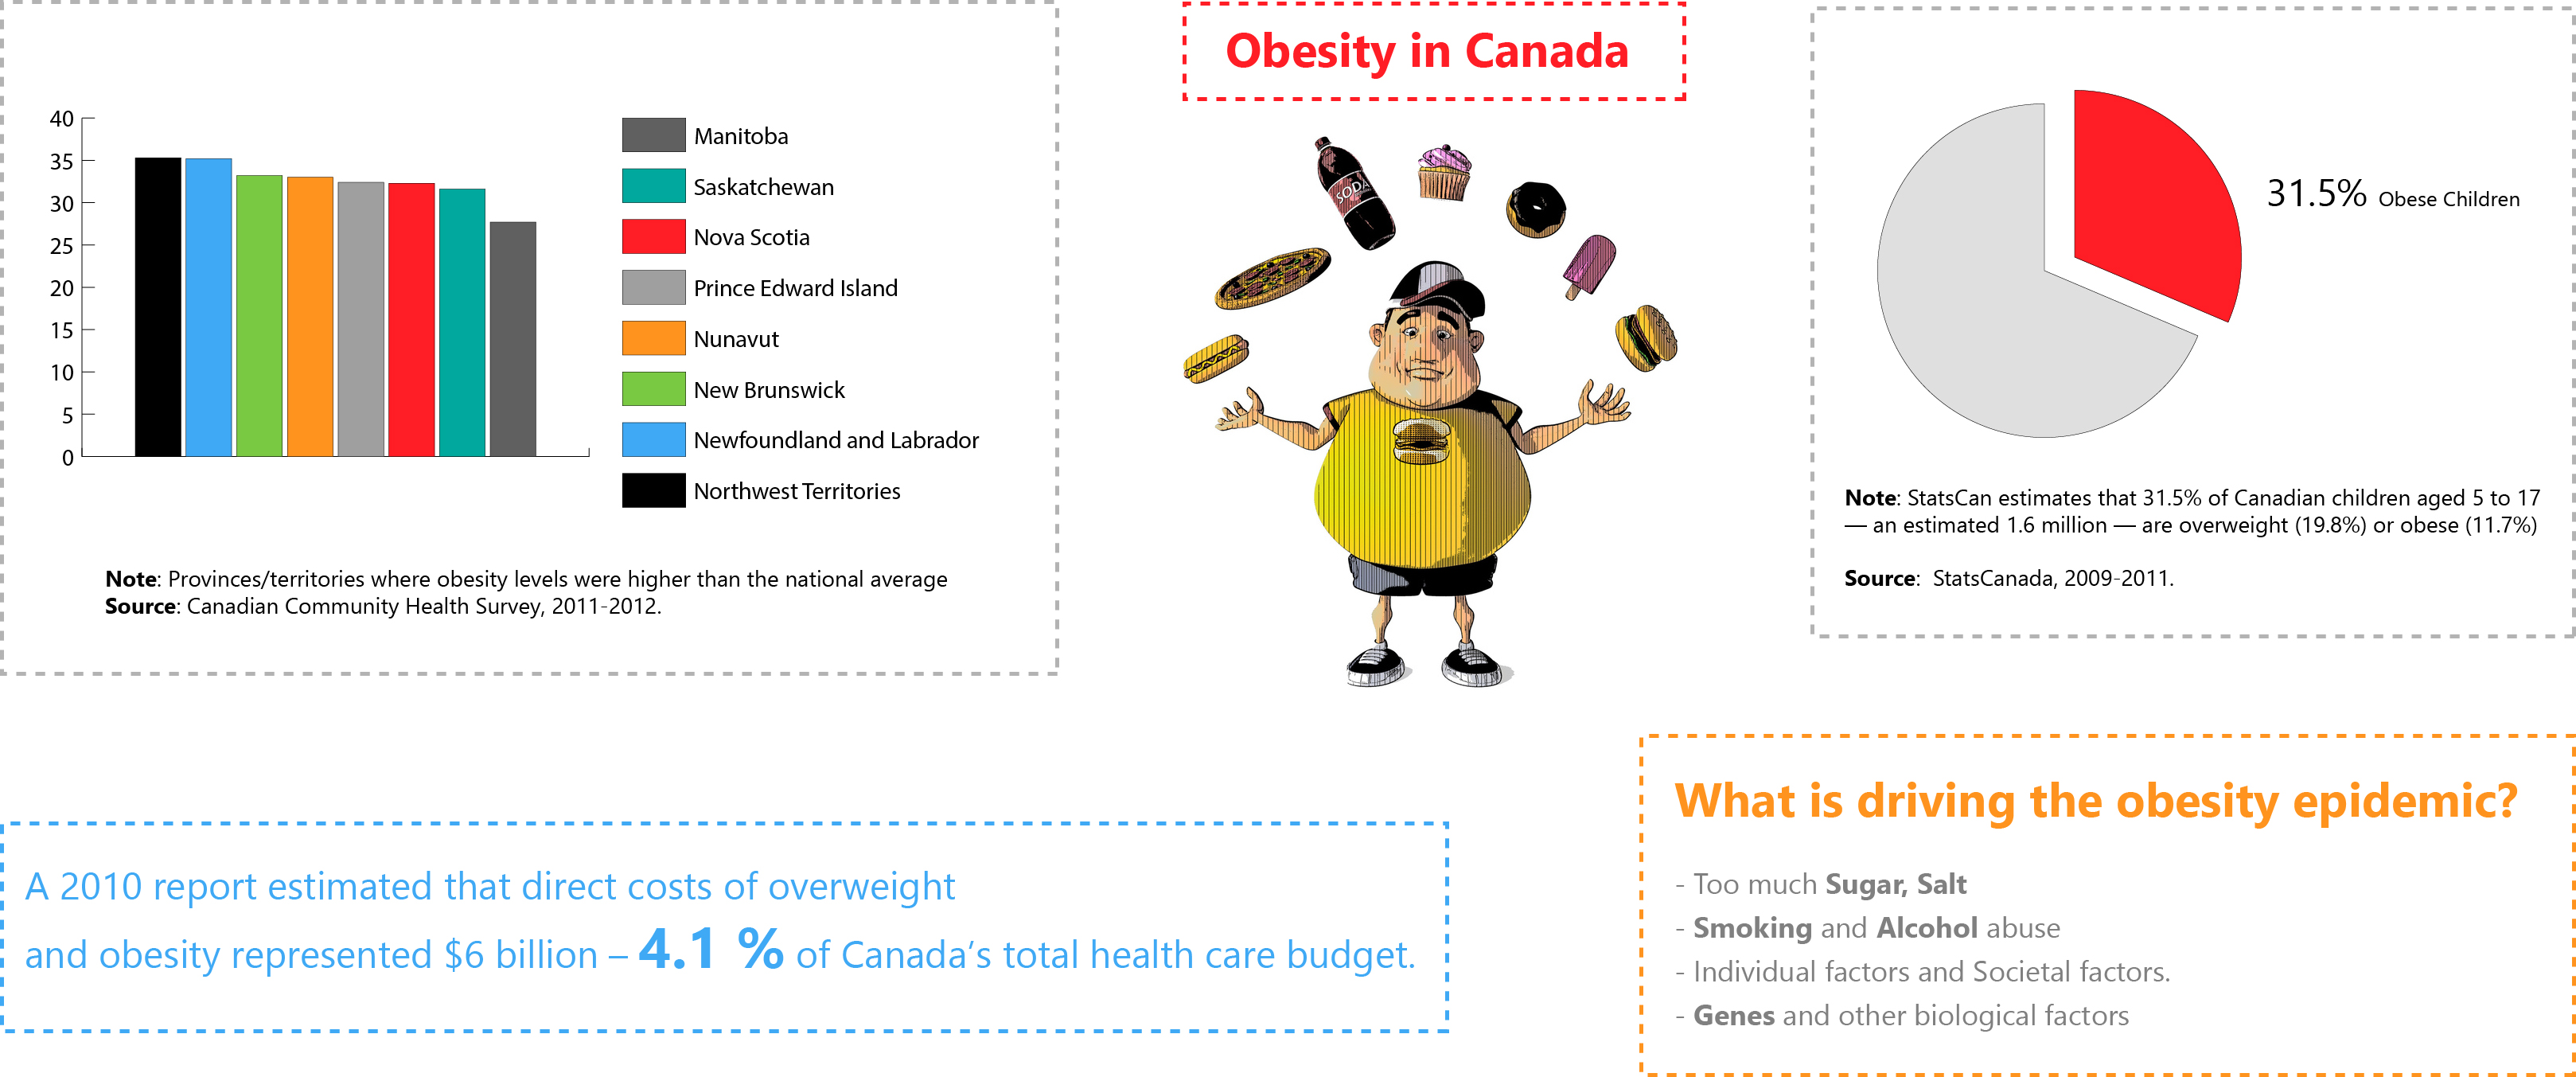 Obesity in Canada
40
35
30
25
20
15
10
5
0
Manitoba
Saskatchewan
Nova Scotia
Prince Edward Island
Nunavut
New Brunswick
Newfoundland and Labrador
Northwest Territories
Note: Provinces/territories where obesity levels were higher than the national average
Source: Canadian Community Health Survey, 2011-2012.
SODA
31.5% Obese Children
Note: StatsCan estimates that 31.5% of Canadian children aged 5 to 17
— an estimated 1.6 million — are overweight (19.8%) or obese (11.7%)
Source: StatsCanada, 2009-2011.
A 2010 report estimated that direct costs of overweight
and obesity represented $6 billion – 4.1 % of Canada’s total health care budget.
What is driving the obesity epidemic?
- Too much Sugar, Salt
- Smoking and Alcohol abuse
- Individual factors and Societal factors.
- Genes and other biological factors